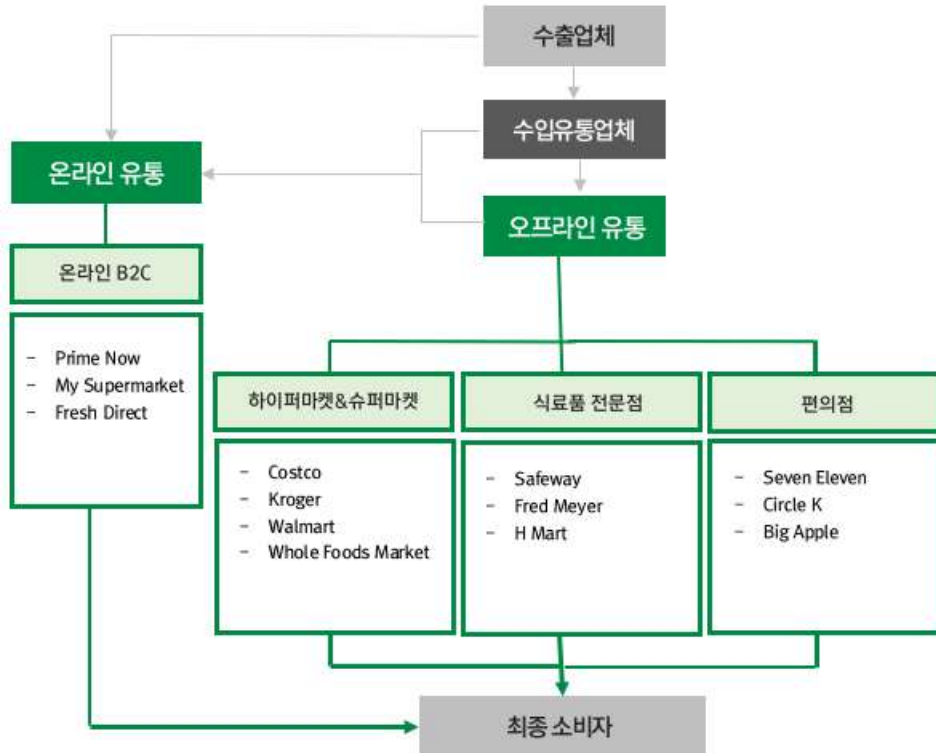 수출업체
수입유통업체
온라인 유통
오프라인 유통
온라인 B2C
- Prime Now
- My Supermarket
- Fresh Direct
하이퍼마켓&슈퍼마켓
- Costco
- Kroger
- Walmart
- Whole Foods Market
식료품 전문점
- Safeway
- Fred Meyer
- H Mart
편의점
- Seven Eleven
- Circle K
- Big Apple
최종 소비자